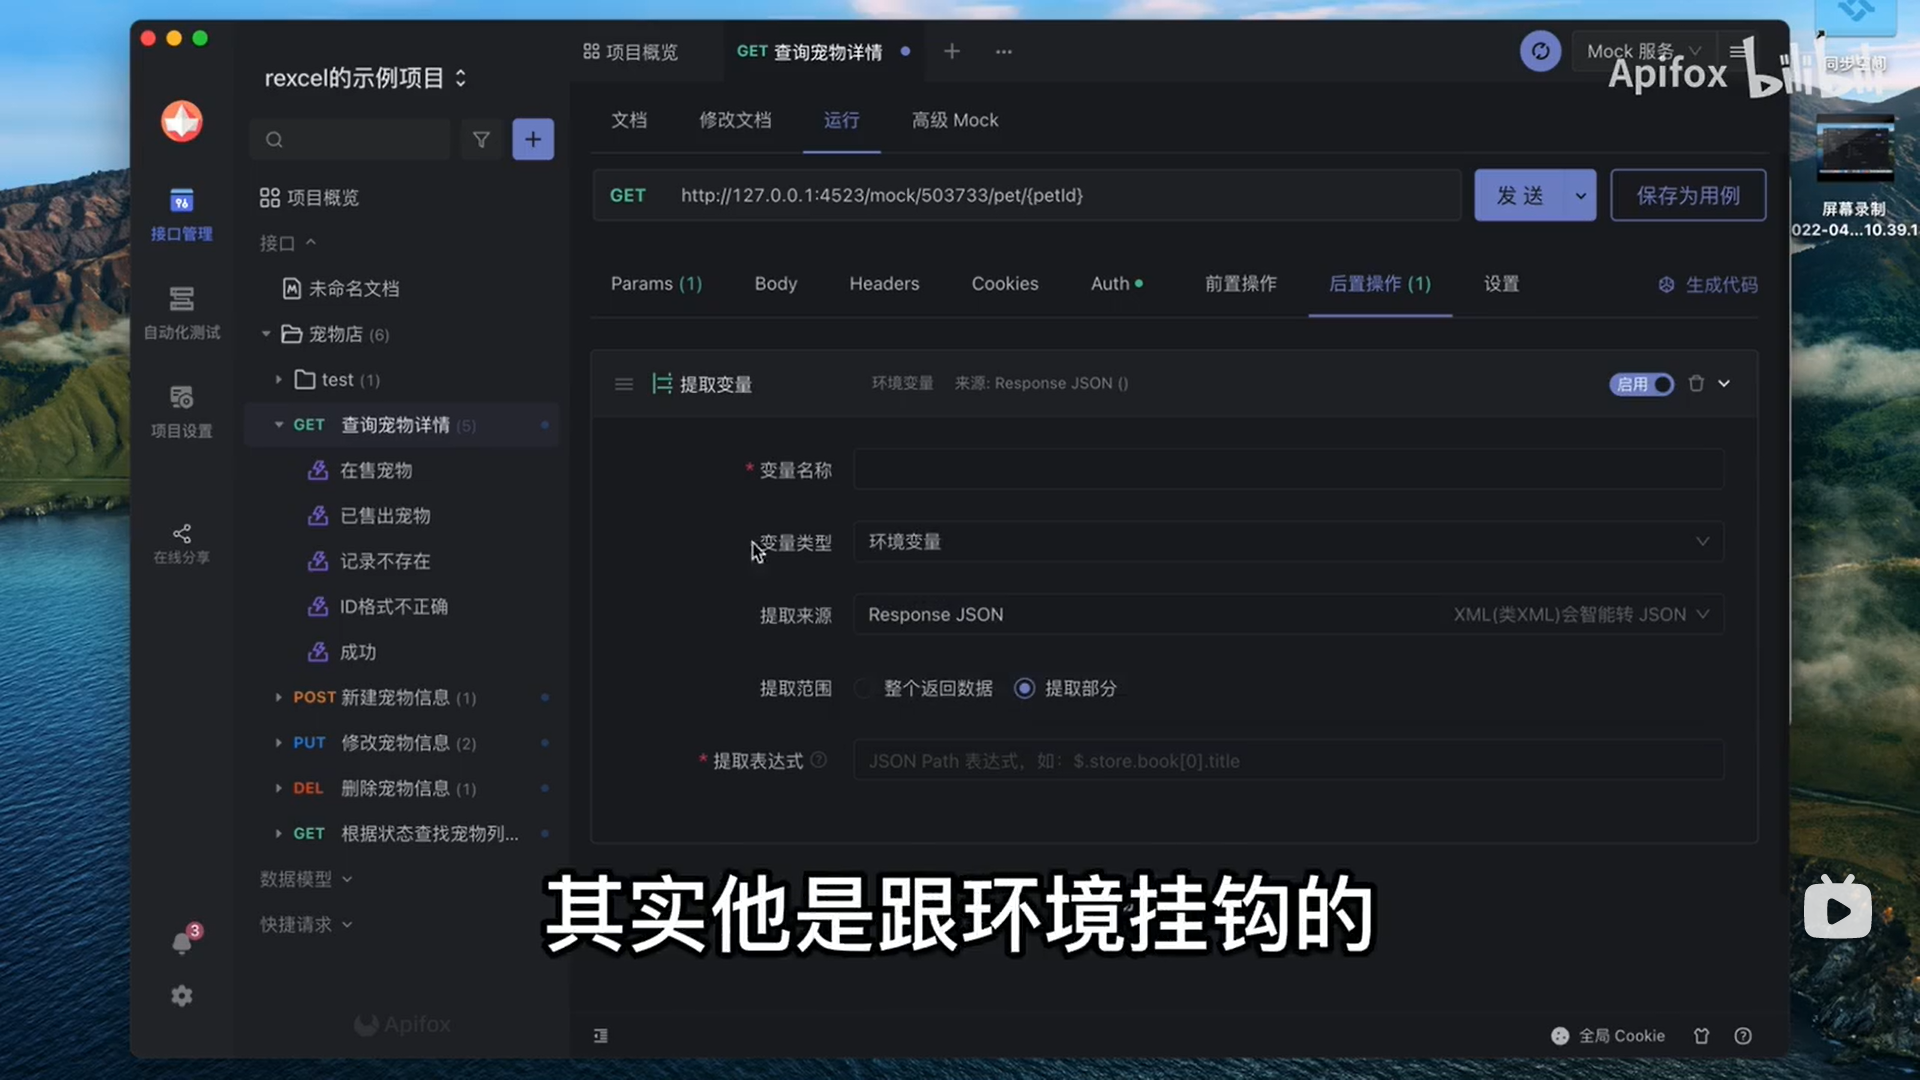 rexcel的示例项目
项目概览
GET 查询宠物详情
Mock 服务
Apifox bilibili
同步空间
屏幕录制
022-04...10.39.1
接口管理
自动化测试
项目设置
在线分享
3
项目概览
接口
未命名文档
宠物店 (6)
test (1)
GET 查询宠物详情 (5)
在售宠物
已售出宠物
记录不存在
ID格式不正确
成功
POST 新建宠物信息 (1)
PUT 修改宠物信息 (2)
DEL 删除宠物信息 (1)
GET 根据状态查找宠物列...
数据模型
快捷请求
Apifox
文档 修改文档 运行 高级 Mock
GET http://127.0.0.1:4523/mock/503733/pet/{petId}
发 送
保存为用例
Params (1) Body Headers Cookies Auth 前置操作 后置操作 (1) 设置
生成代码
提取变量 环境变量 来源: Response JSON ()
启用
* 变量名称
变量类型 环境变量
提取来源 Response JSON XML(类XML)会智能转 JSON
提取范围 整个返回数据 提取部分
* 提取表达式 JSON Path 表达式，如：$.store.book[0].title
其实他是跟环境挂钩的
全局 Cookie